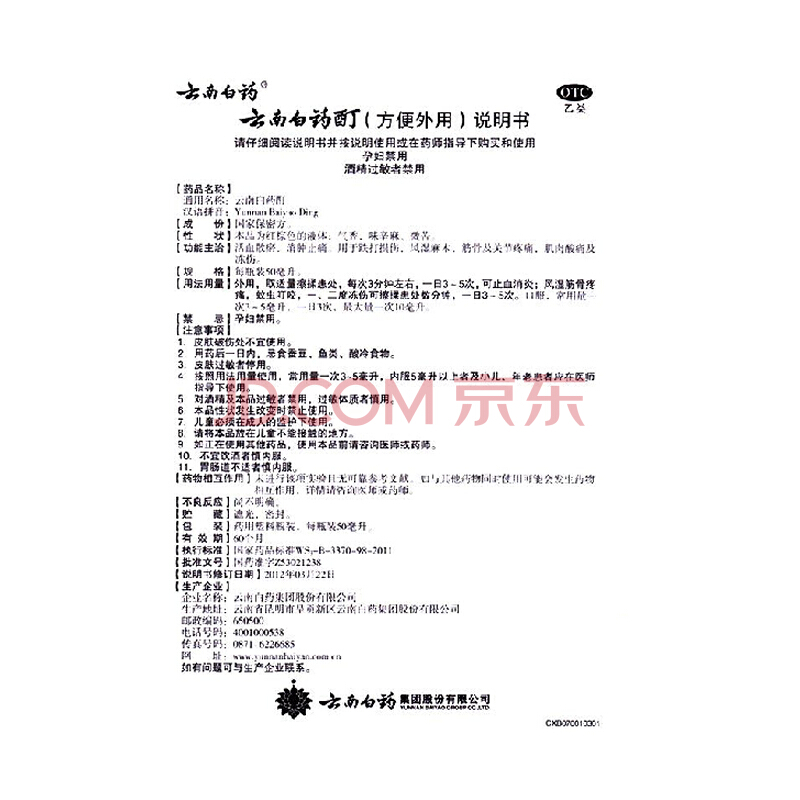 云南白药®
OTC
乙类
云南白药酊（方便外用）说明书
请仔细阅读说明书并按说明使用或在药师指导下购买和使用
孕妇禁用
酒精过敏者禁用
【药品名称】
通用名称：云南白药酊
汉语拼音：Yunnan Baiyao Ding
【成　份】国家保密方。
【性　状】本品为红棕色的液体；气香，味辛麻、微苦。
【功能主治】活血散瘀，消肿止痛。用于跌打损伤，风湿麻木，筋骨及关节疼痛，肌肉酸痛及
冻伤。
【规　格】每瓶装50毫升。
【用法用量】外用，取适量擦揉患处，每次3分钟左右，一日3～5次，可止血消炎；风湿筋骨疼
痛，蚊虫叮咬，一、二度冻伤可擦揉患处数分钟，一日3～5次。口服，常用量一
次3～5毫升，一日3次，最大量一次10毫升。
【禁　忌】孕妇禁用。
【注意事项】
1. 皮肤破伤处不宜使用。
2. 用药后一日内，忌食蚕豆、鱼类、酸冷食物。
3. 皮肤过敏者停用。
4. 按照用法用量使用，常用量一次3-5毫升，内服5毫升以上者及小儿、年老患者应在医师
指导下使用。
5. 对酒精及本品过敏者禁用，过敏体质者慎用。
6. 本品性状发生改变时禁止使用。
7. 儿童必须在成人的监护下使用。
8. 请将本品放在儿童不能接触的地方。
9. 如正在使用其他药品，使用本品前请咨询医师或药师。
10. 不宜饮酒者慎内服。
11. 胃肠道不适者慎内服。
JD.COM 京东
【药物相互作用】未进行该项实验且无可靠参考文献。如与其他药物同时使用可能会发生药物
相互作用，详情请咨询医师或药师。
【不良反应】尚不明确。
【贮　藏】遮光，密封。
【包　装】药用塑料瓶装，每瓶装50毫升。
【有 效 期】60个月
【执行标准】国家药品标准WS3-B-3370-98-2011
【批准文号】国药准字Z53021238
【说明书修订日期】2012年03月22日
【生产企业】
企业名称：云南白药集团股份有限公司
生产地址：云南省昆明市呈贡新区云南白药集团股份有限公司
邮政编码：650500
电话号码：4001000538
传真号码：0871-6226685
网　　址：www.yunnanbaiyao.com.cn
如有问题可与生产企业联系。
云南白药 集团股份有限公司
YUNNAN BAIYAO GROUP CO.,LTD.
CKD070010301